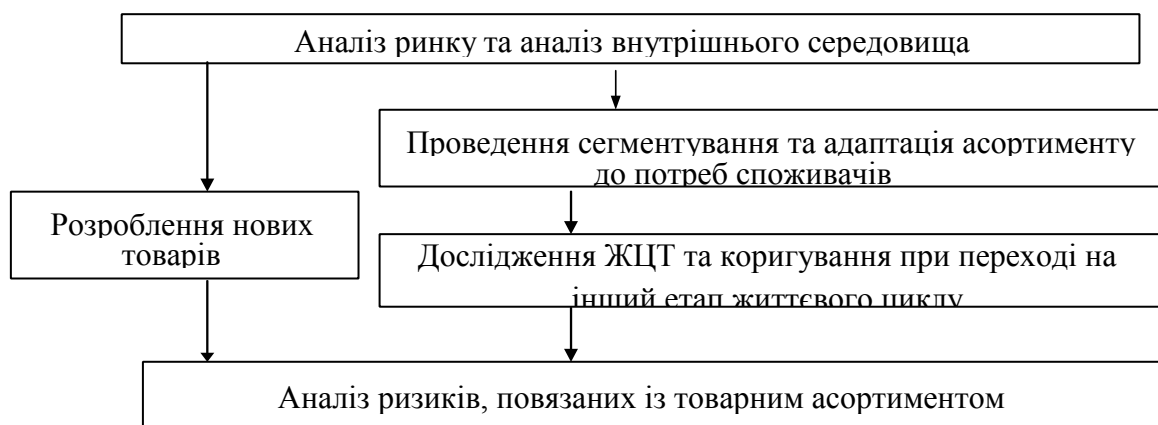 Аналіз ринку та аналіз внутрішнього середовища
Проведення сегментування та адаптація асортименту
до потреб споживачів
Розроблення нових
товарів
Дослідження ЖЦТ та коригування при переході на
інший етап життєвого циклу
Аналіз ризиків, повязаних із товарним асортиментом